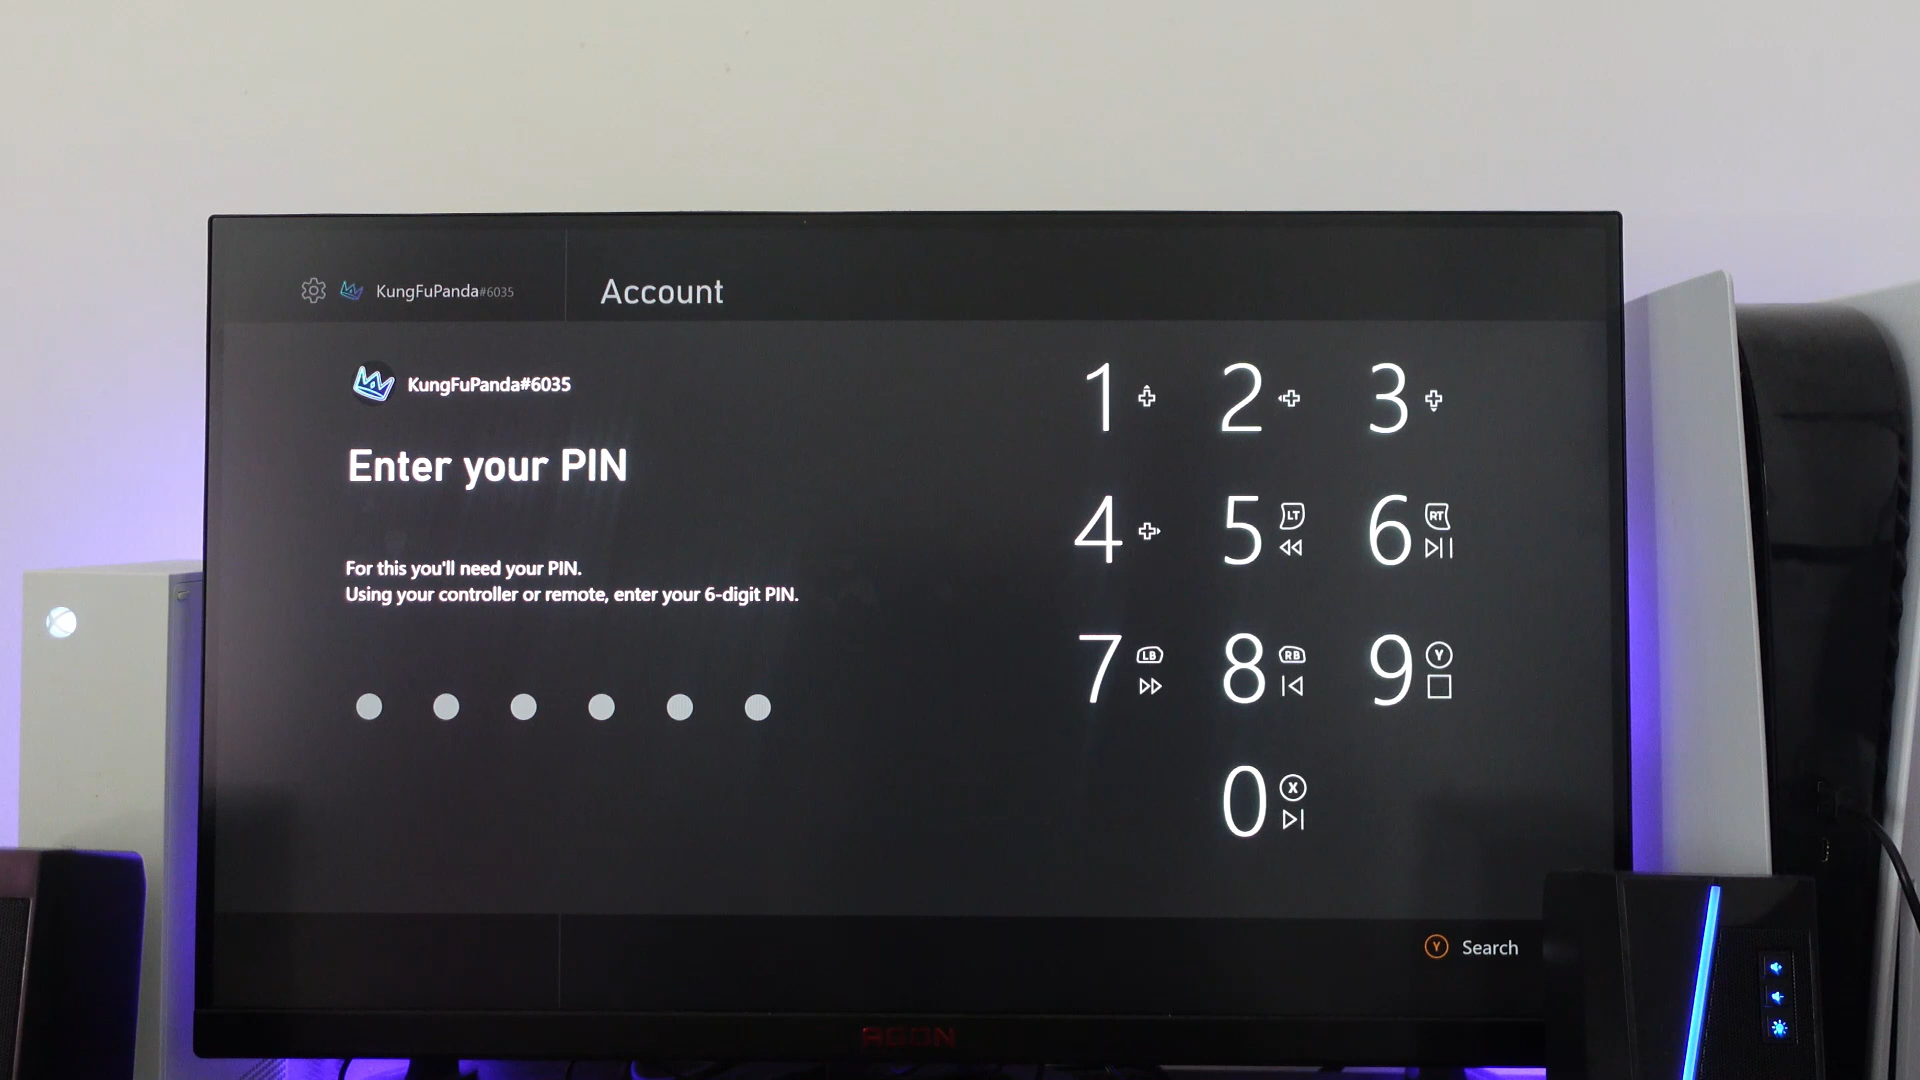 KungFuPanda#6035
Account
KungFuPanda#6035
Enter your PIN
For this you'll need your PIN.
Using your controller or remote, enter your 6-digit PIN.
1 2 3
4 5 LT 6 RT
7 LB 8 RB 9 Y
0 X
Y Search
AGON